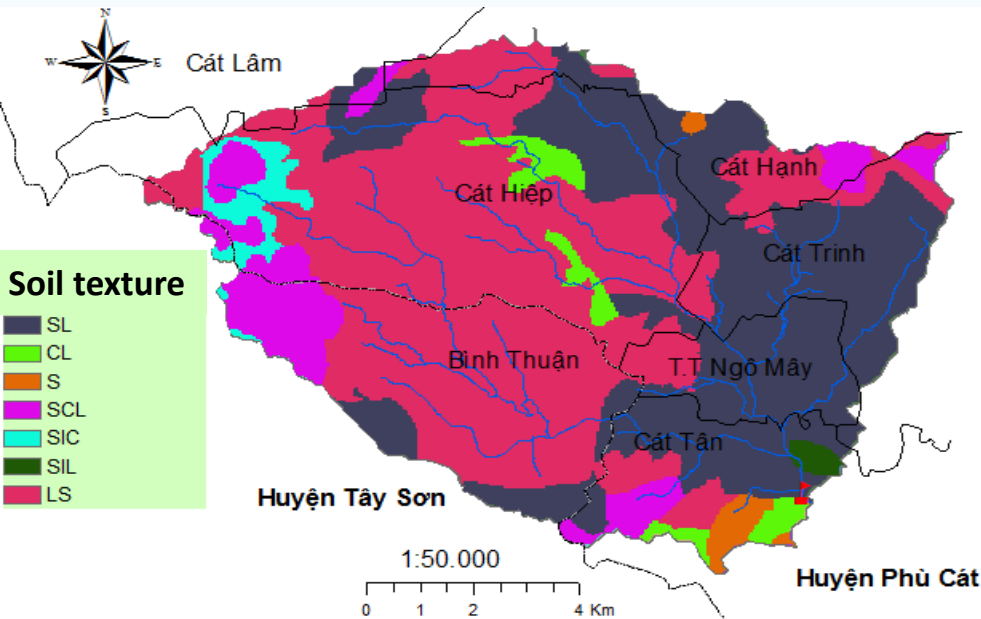 N
W
E
S
Cát Lâm
Cát Hạnh
Cát Hiệp
Cát Trinh
Soil texture
SL
CL
S
SCL
SIC
SIL
LS
Bình Thuận
T.T Ngô Mây
Cát Tân
Huyện Tây Sơn
1:50.000
0 1 2 4 Km
Huyện Phù Cát